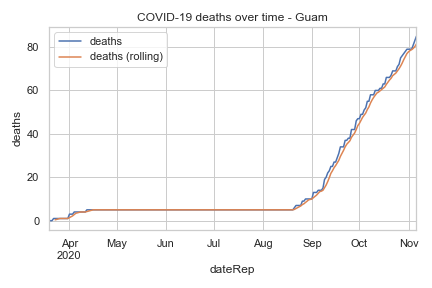 COVID-19 deaths over time - Guam
deaths
deaths (rolling)
deaths
80
60
40
20
0
Apr May Jun Jul Aug Sep Oct Nov
2020
dateRep